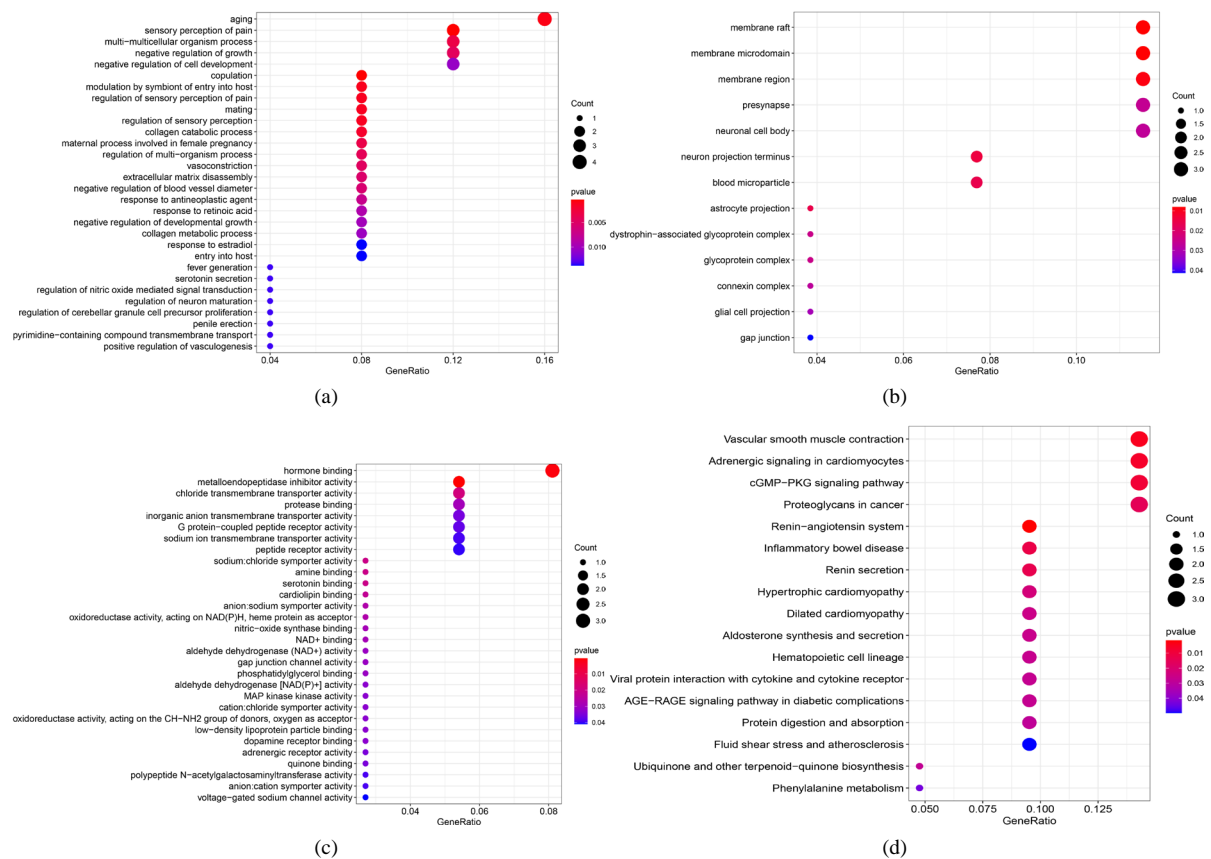 aging
sensory perception of pain
multi-multicellular organism process
negative regulation of growth
negative regulation of cell development
copulation
modulation by symbiont of entry into host
regulation of sensory perception of pain
mating
regulation of sensory perception
collagen catabolic process
maternal process involved in female pregnancy
regulation of multi-organism process
vasoconstriction
extracellular matrix disassembly
negative regulation of blood vessel diameter
response to antineoplastic agent
response to retinoic acid
negative regulation of developmental growth
collagen metabolic process
response to estradiol
entry into host
fever generation
serotonin secretion
regulation of nitric oxide mediated signal transduction
regulation of neuron maturation
regulation of cerebellar granule cell precursor proliferation
penile erection
pyrimidine-containing compound transmembrane transport
positive regulation of vasculogenesis
0.04 0.08 0.12 0.16
GeneRatio
Count
1
2
3
4
pvalue
0.005
0.010
(a)
membrane raft
membrane microdomain
membrane region
presynapse
neuronal cell body
neuron projection terminus
blood microparticle
astrocyte projection
dystrophin-associated glycoprotein complex
glycoprotein complex
connexin complex
glial cell projection
gap junction
0.04 0.06 0.08 0.10
GeneRatio
Count
1.0
1.5
2.0
2.5
3.0
pvalue
0.01
0.02
0.03
0.04
(b)
hormone binding
metalloendopeptidase inhibitor activity
chloride transmembrane transporter activity
protease binding
inorganic anion transmembrane transporter activity
G protein-coupled peptide receptor activity
sodium ion transmembrane transporter activity
peptide receptor activity
sodium:chloride symporter activity
amine binding
serotonin binding
cardiolipin binding
anion:sodium symporter activity
oxidoreductase activity, acting on NAD(P)H, heme protein as acceptor
nitric-oxide synthase binding
NAD+ binding
aldehyde dehydrogenase (NAD+) activity
gap junction channel activity
phosphatidylglycerol binding
aldehyde dehydrogenase [NAD(P)+] activity
MAP kinase kinase activity
cation:chloride symporter activity
oxidoreductase activity, acting on the CH-NH2 group of donors, oxygen as acceptor
low-density lipoprotein particle binding
dopamine receptor binding
adrenergic receptor activity
quinone binding
polypeptide N-acetylgalactosaminyltransferase activity
anion:cation symporter activity
voltage-gated sodium channel activity
0.04 0.06 0.08
GeneRatio
Count
1.0
1.5
2.0
2.5
3.0
pvalue
0.01
0.02
0.03
0.04
(c)
Vascular smooth muscle contraction
Adrenergic signaling in cardiomyocytes
cGMP-PKG signaling pathway
Proteoglycans in cancer
Renin-angiotensin system
Inflammatory bowel disease
Renin secretion
Hypertrophic cardiomyopathy
Dilated cardiomyopathy
Aldosterone synthesis and secretion
Hematopoietic cell lineage
Viral protein interaction with cytokine and cytokine receptor
AGE-RAGE signaling pathway in diabetic complications
Protein digestion and absorption
Fluid shear stress and atherosclerosis
Ubiquinone and other terpenoid-quinone biosynthesis
Phenylalanine metabolism
0.050 0.075 0.100 0.125
GeneRatio
Count
1.0
1.5
2.0
2.5
3.0
pvalue
0.01
0.02
0.03
0.04
(d)